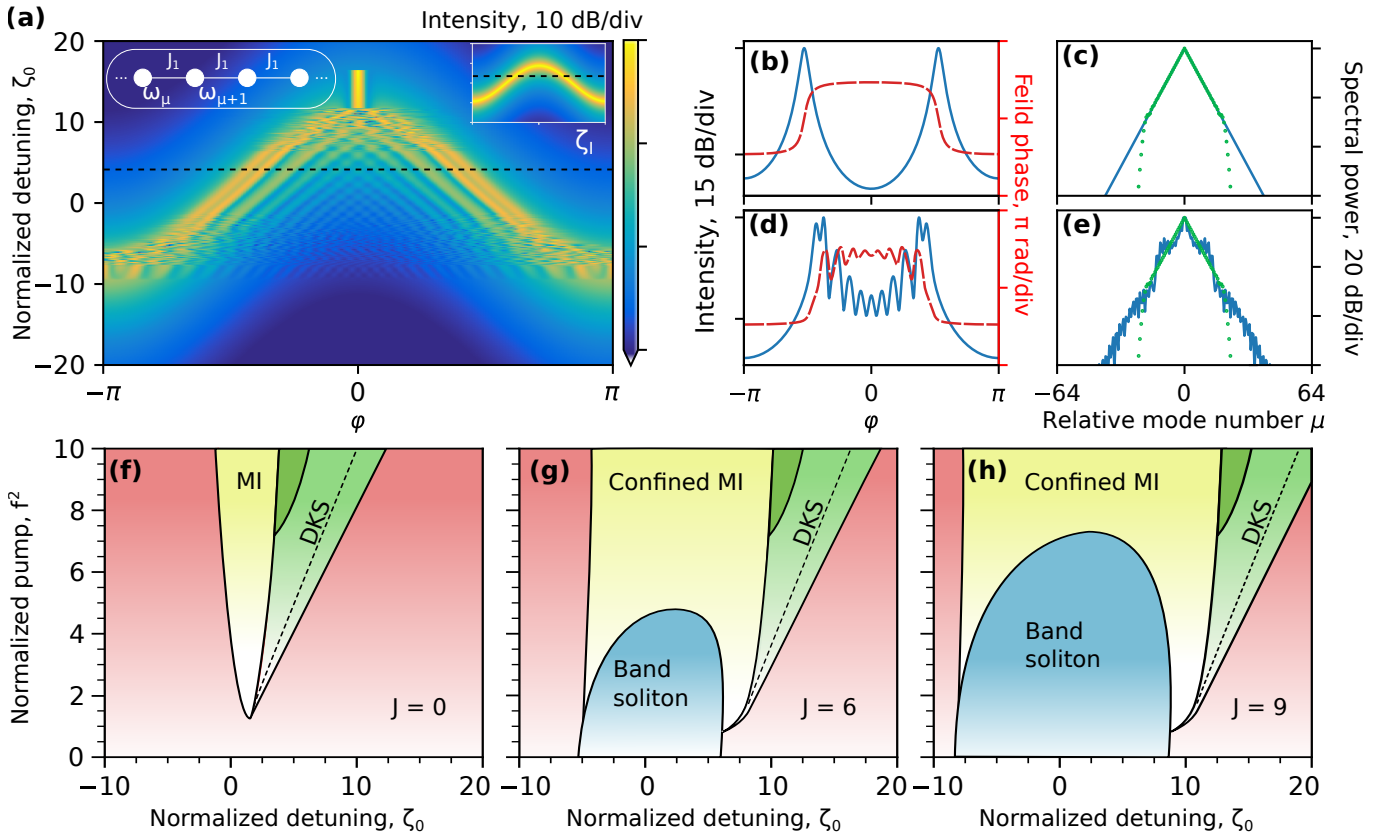 (a)
Intensity, 10 dB/div
Normalized detuning, ζ0
20
10
0
−10
−20
... J1 J1 J1 ...
ωμ ωμ+1
ζI
−π 0 π
φ
(b)
(c)
(d)
(e)
Intensity, 15 dB/div
Feild phase, π rad/div
Spectral power, 20 dB/div
−π 0 π
φ
−64 0 64
Relative mode number μ
(f)
MI
DKS
J = 0
Normalized pump, f²
10
8
6
4
2
0
−10 0 10 20
Normalized detuning, ζ0
(g)
Confined MI
DKS
Band
soliton
J = 6
−10 0 10 20
Normalized detuning, ζ0
(h)
Confined MI
DKS
Band
soliton
J = 9
−10 0 10 20
Normalized detuning, ζ0